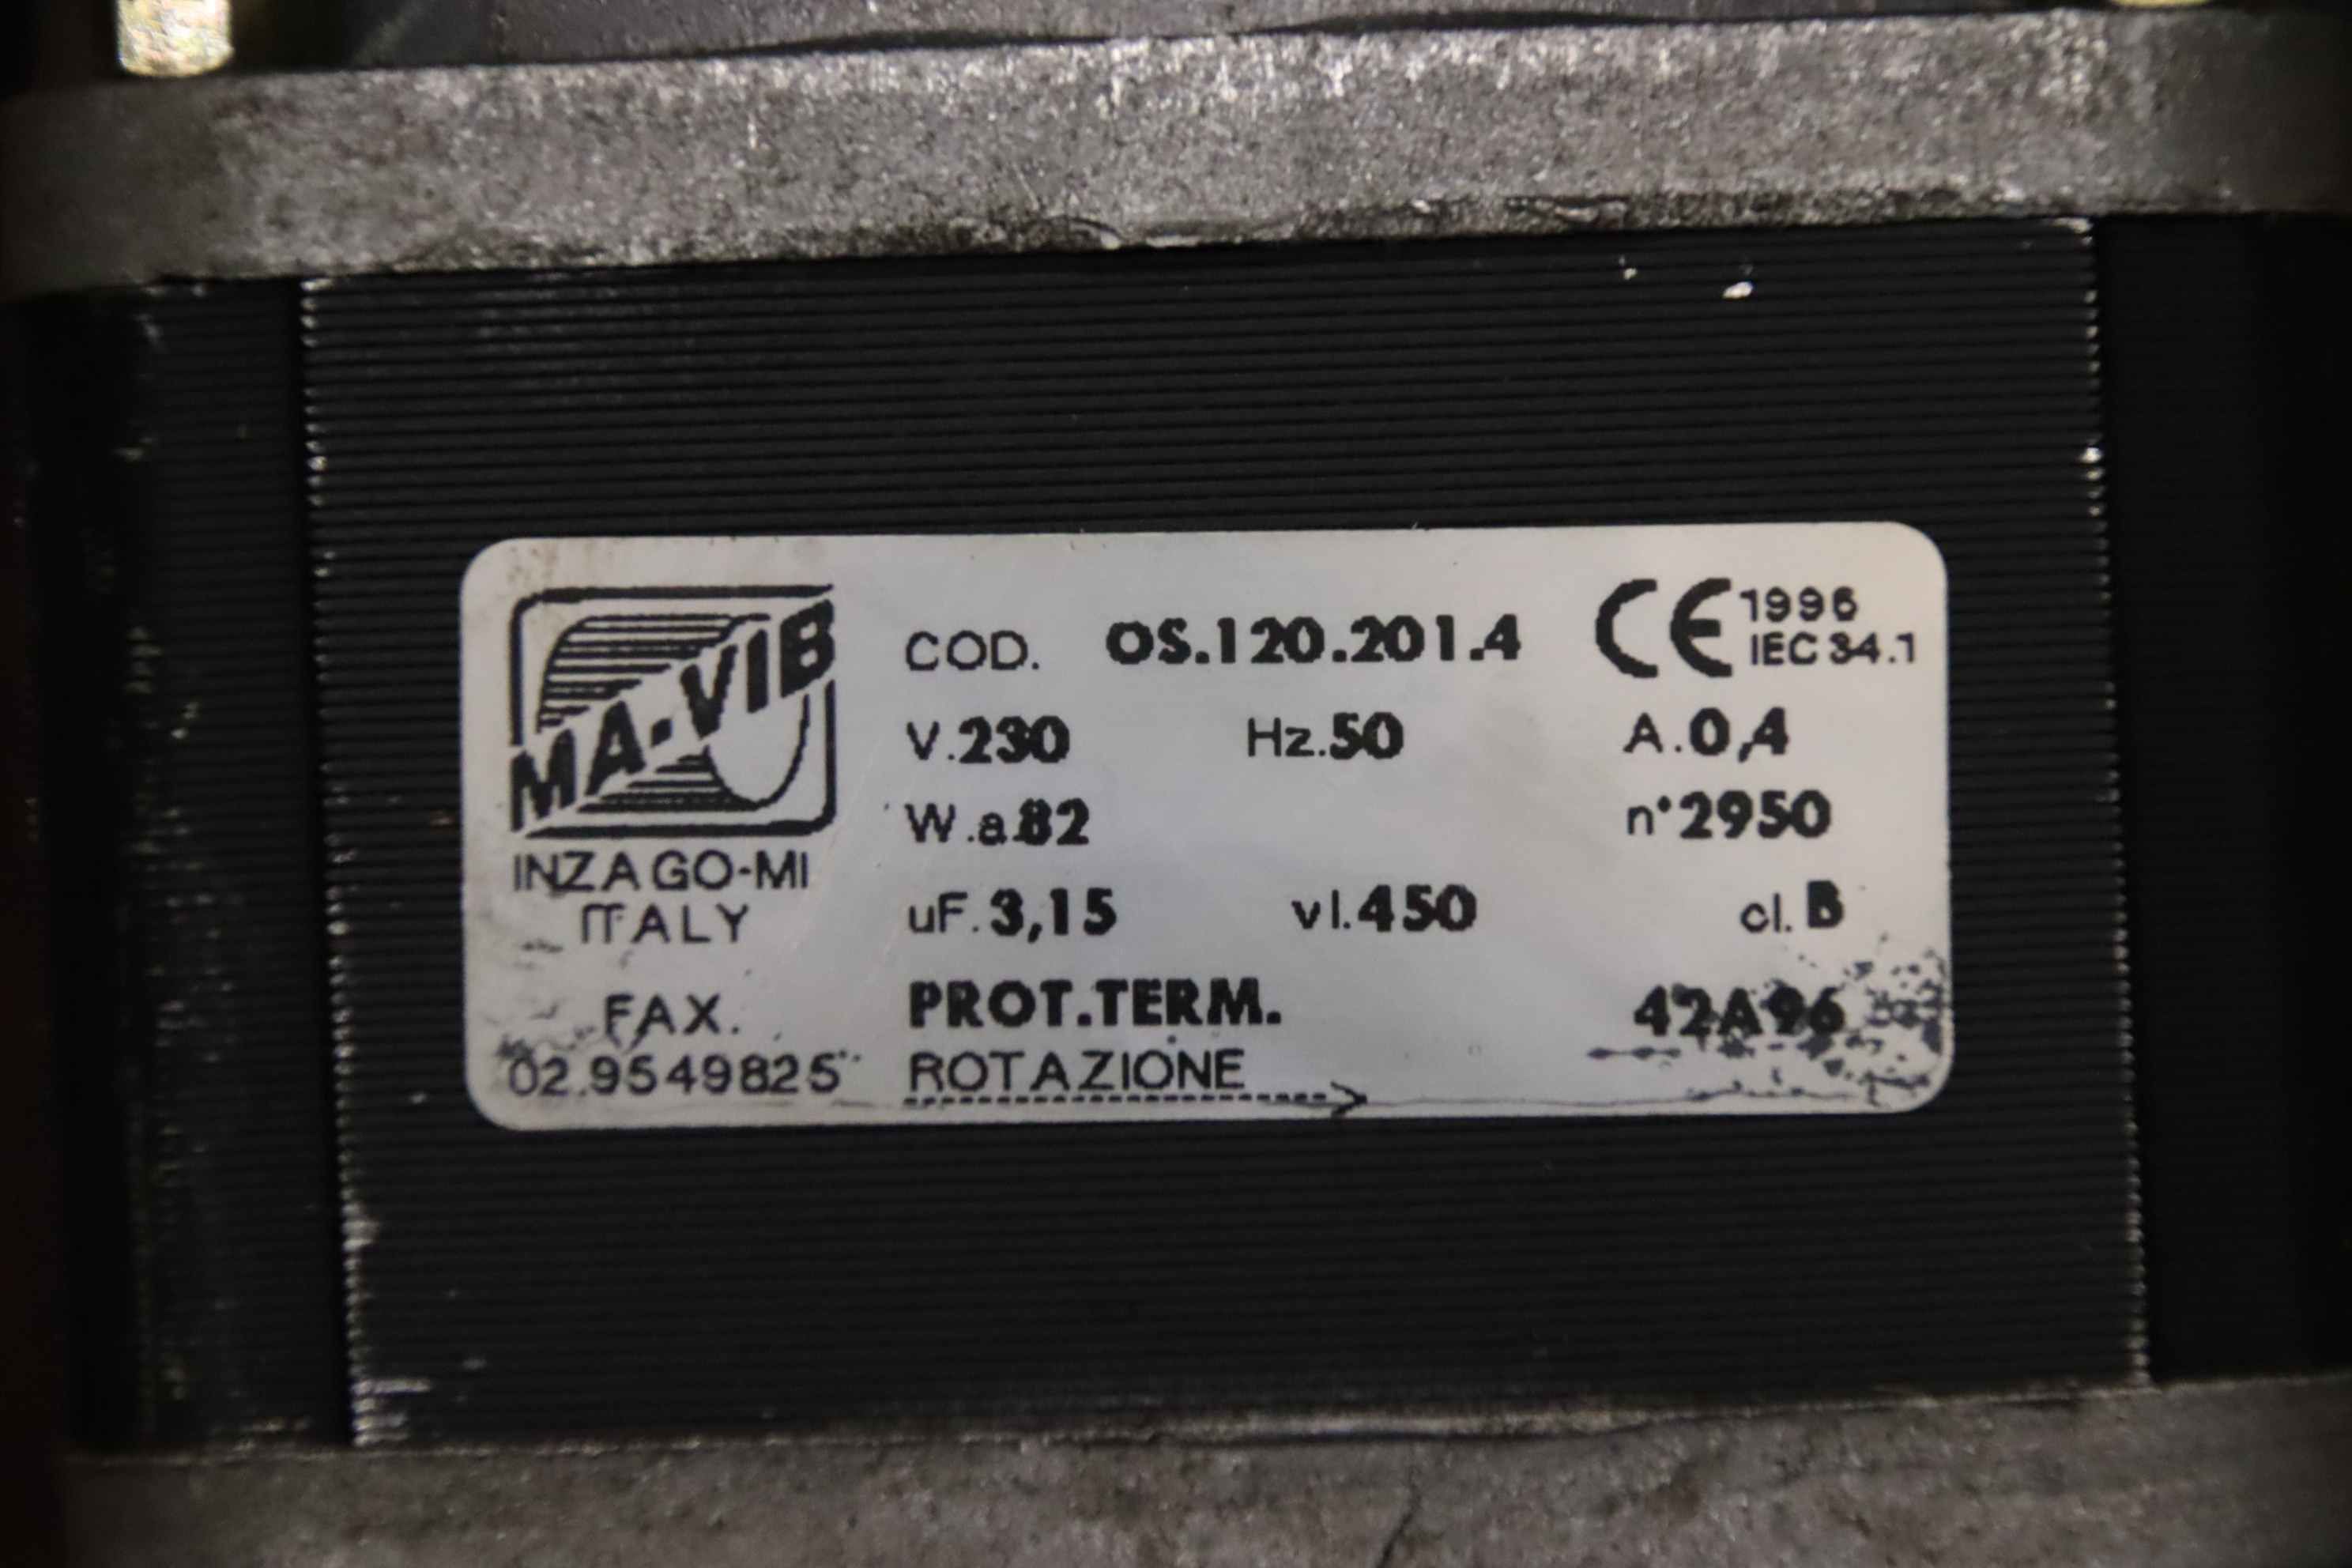 MA-VIB
INZAGO-MI
ITALY
FAX.
02.9549825
COD. OS.120.201.4 CE 1996
IEC 34.1
V.230 Hz.50 A.0,4
W.a.82 n°2950
uF.3,15 vl.450 cl.B
PROT.TERM. 42A96
ROTAZIONE